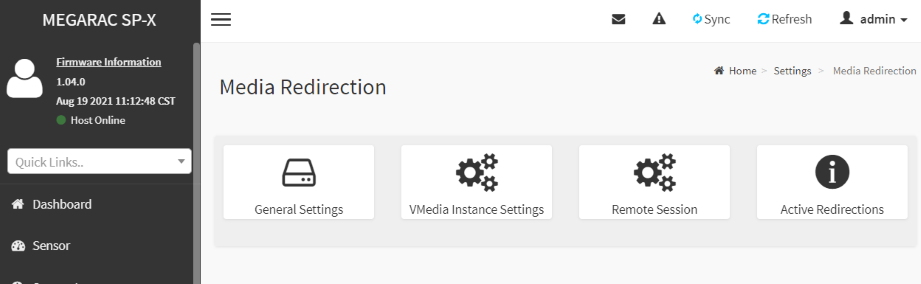 MEGARAC SP-X
Sync
Refresh
admin
Firmware Information
1.04.0
Aug 19 2021 11:12:48 CST
Host Online
Quick Links..
Dashboard
Sensor
Home > Settings > Media Redirection
Media Redirection
General Settings
VMedia Instance Settings
Remote Session
Active Redirections